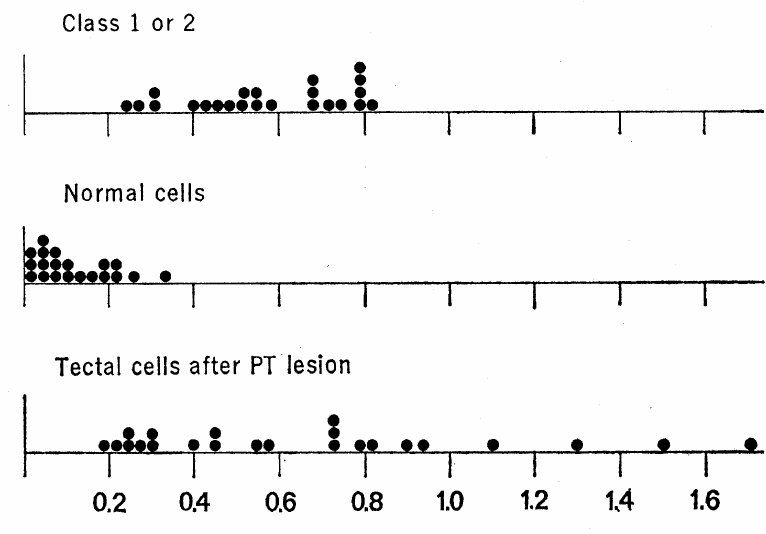 Class 1 or 2
Normal cells
Tectal cells after PT lesion
0.2 0.4 0.6 0.8 1.0 1.2 1.4 1.6